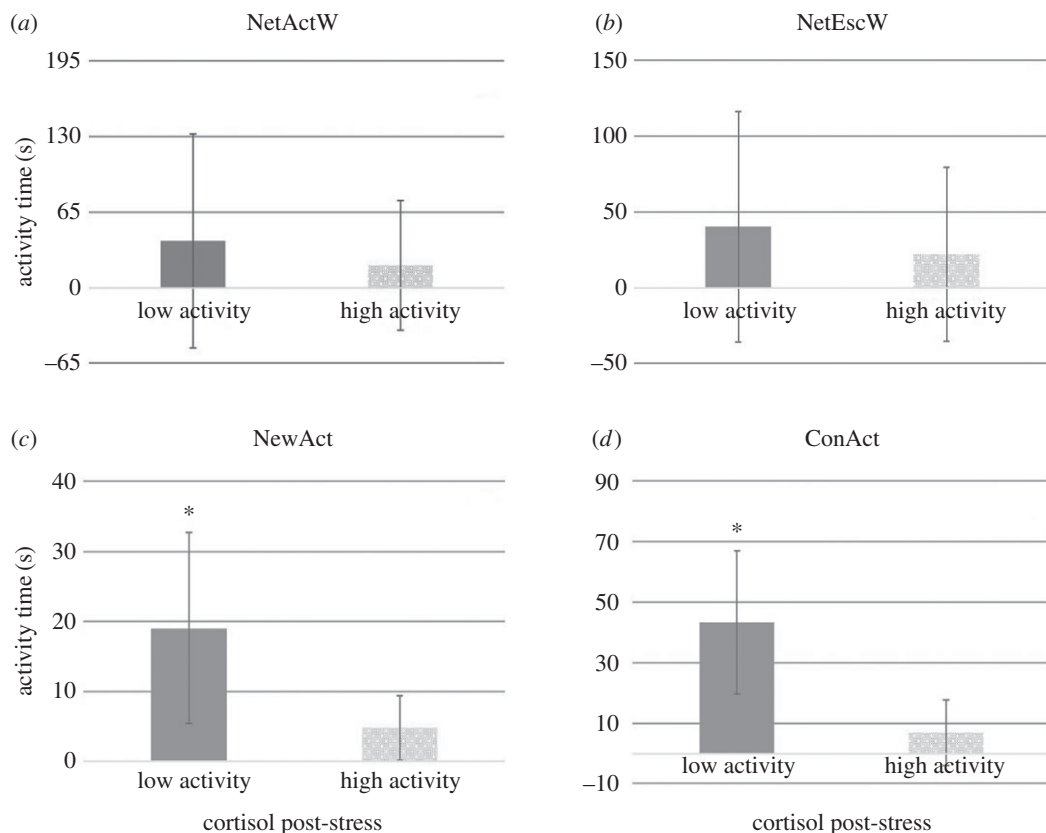 (a) NetActW
195
130
65
0
–65
activity time (s)
low activity high activity
(b) NetEscW
150
100
50
0
–50
low activity high activity
(c) NewAct
40
30
20
10
0
activity time (s)
*
low activity high activity
cortisol post-stress
(d) ConAct
90
70
50
30
10
–10
*
low activity high activity
cortisol post-stress